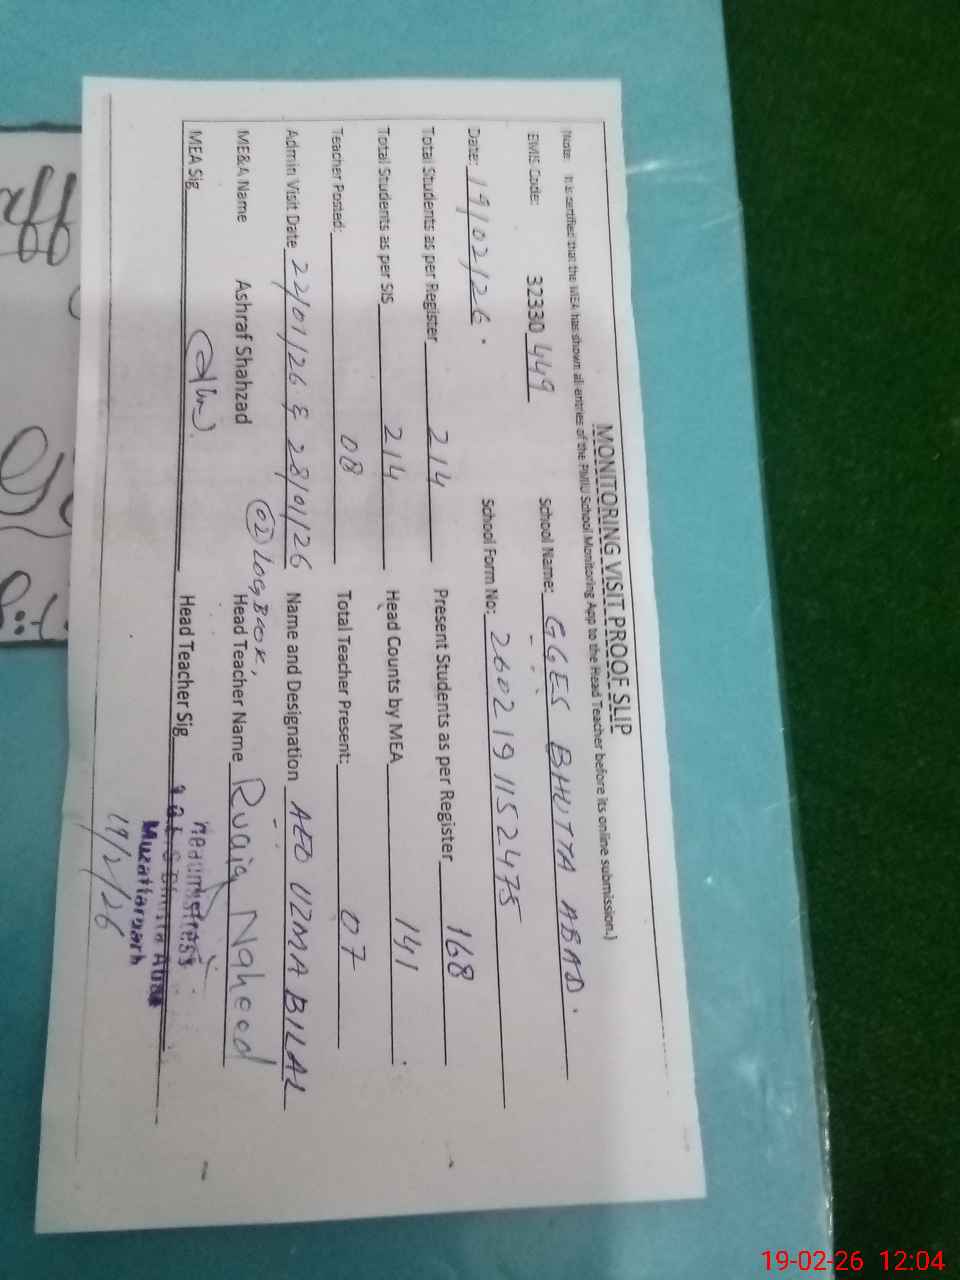 MONITORING VISIT PROOF SLIP
(Note: It is certified that the MEA has shown all entries of the PMIU School Monitoring App to the Head Teacher before its online submission.)
EMIS Code: 32330 449 School Name: GGES BHUTTA ABAD.
Date: 19/02/26. School Form No: 260219115 2475
Total Students as per Register 214 Present Students as per Register 168
Total Students as per SIS 214 Head Counts by MEA 141
Teacher Posted: 08 Total Teacher Present: 07
Admin Visit Date 22/01/26 & 28/01/26 Name and Designation AEO UZMA BILAL
02 Log Book,
ME&A Name Ashraf Shahzad Head Teacher Name Ruqia Naheed
MEA Sig Head Teacher Sig
Headmistress
Muzaffargarh
19/2/26
19-02-26 12:04